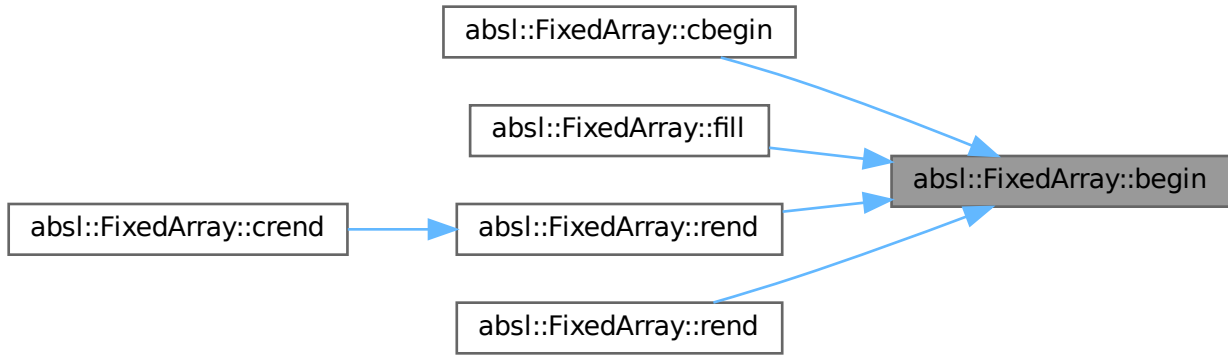 absl::FixedArray::cbegin
absl::FixedArray::fill
absl::FixedArray::begin
absl::FixedArray::crend
absl::FixedArray::rend
absl::FixedArray::rend